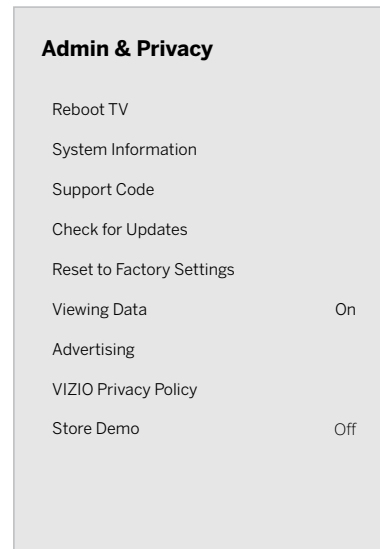 Admin & Privacy
Reboot TV
System Information
Support Code
Check for Updates
Reset to Factory Settings
Viewing Data On
Advertising
VIZIO Privacy Policy
Store Demo Off